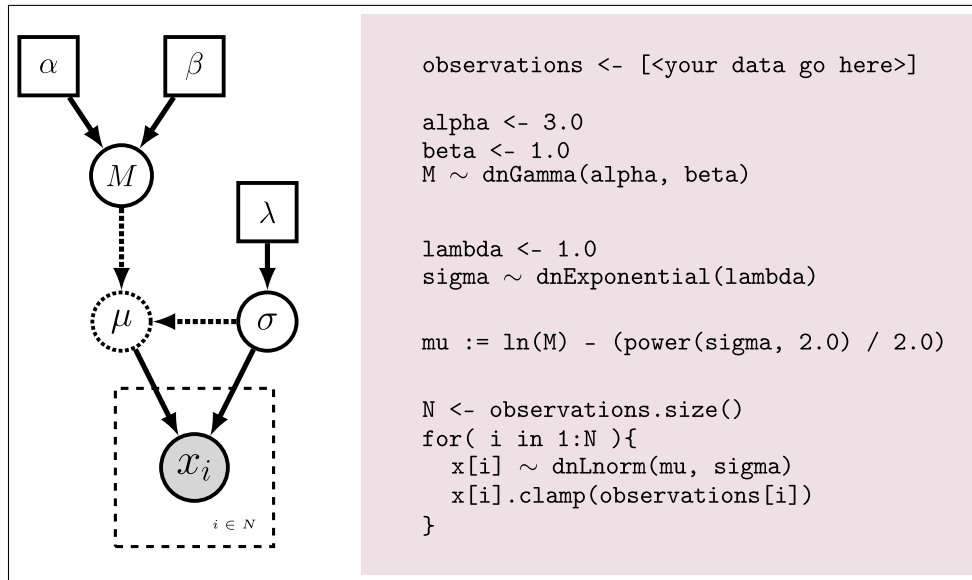 α
β
M
λ
μ
σ
x_i
i ∈ N
observations <- [<your data go here>]
alpha <- 3.0
beta <- 1.0
M ~ dnGamma(alpha, beta)
lambda <- 1.0
sigma ~ dnExponential(lambda)
mu := ln(M) - (power(sigma, 2.0) / 2.0)
N <- observations.size()
for( i in 1:N ){
  x[i] ~ dnLnorm(mu, sigma)
  x[i].clamp(observations[i])
}